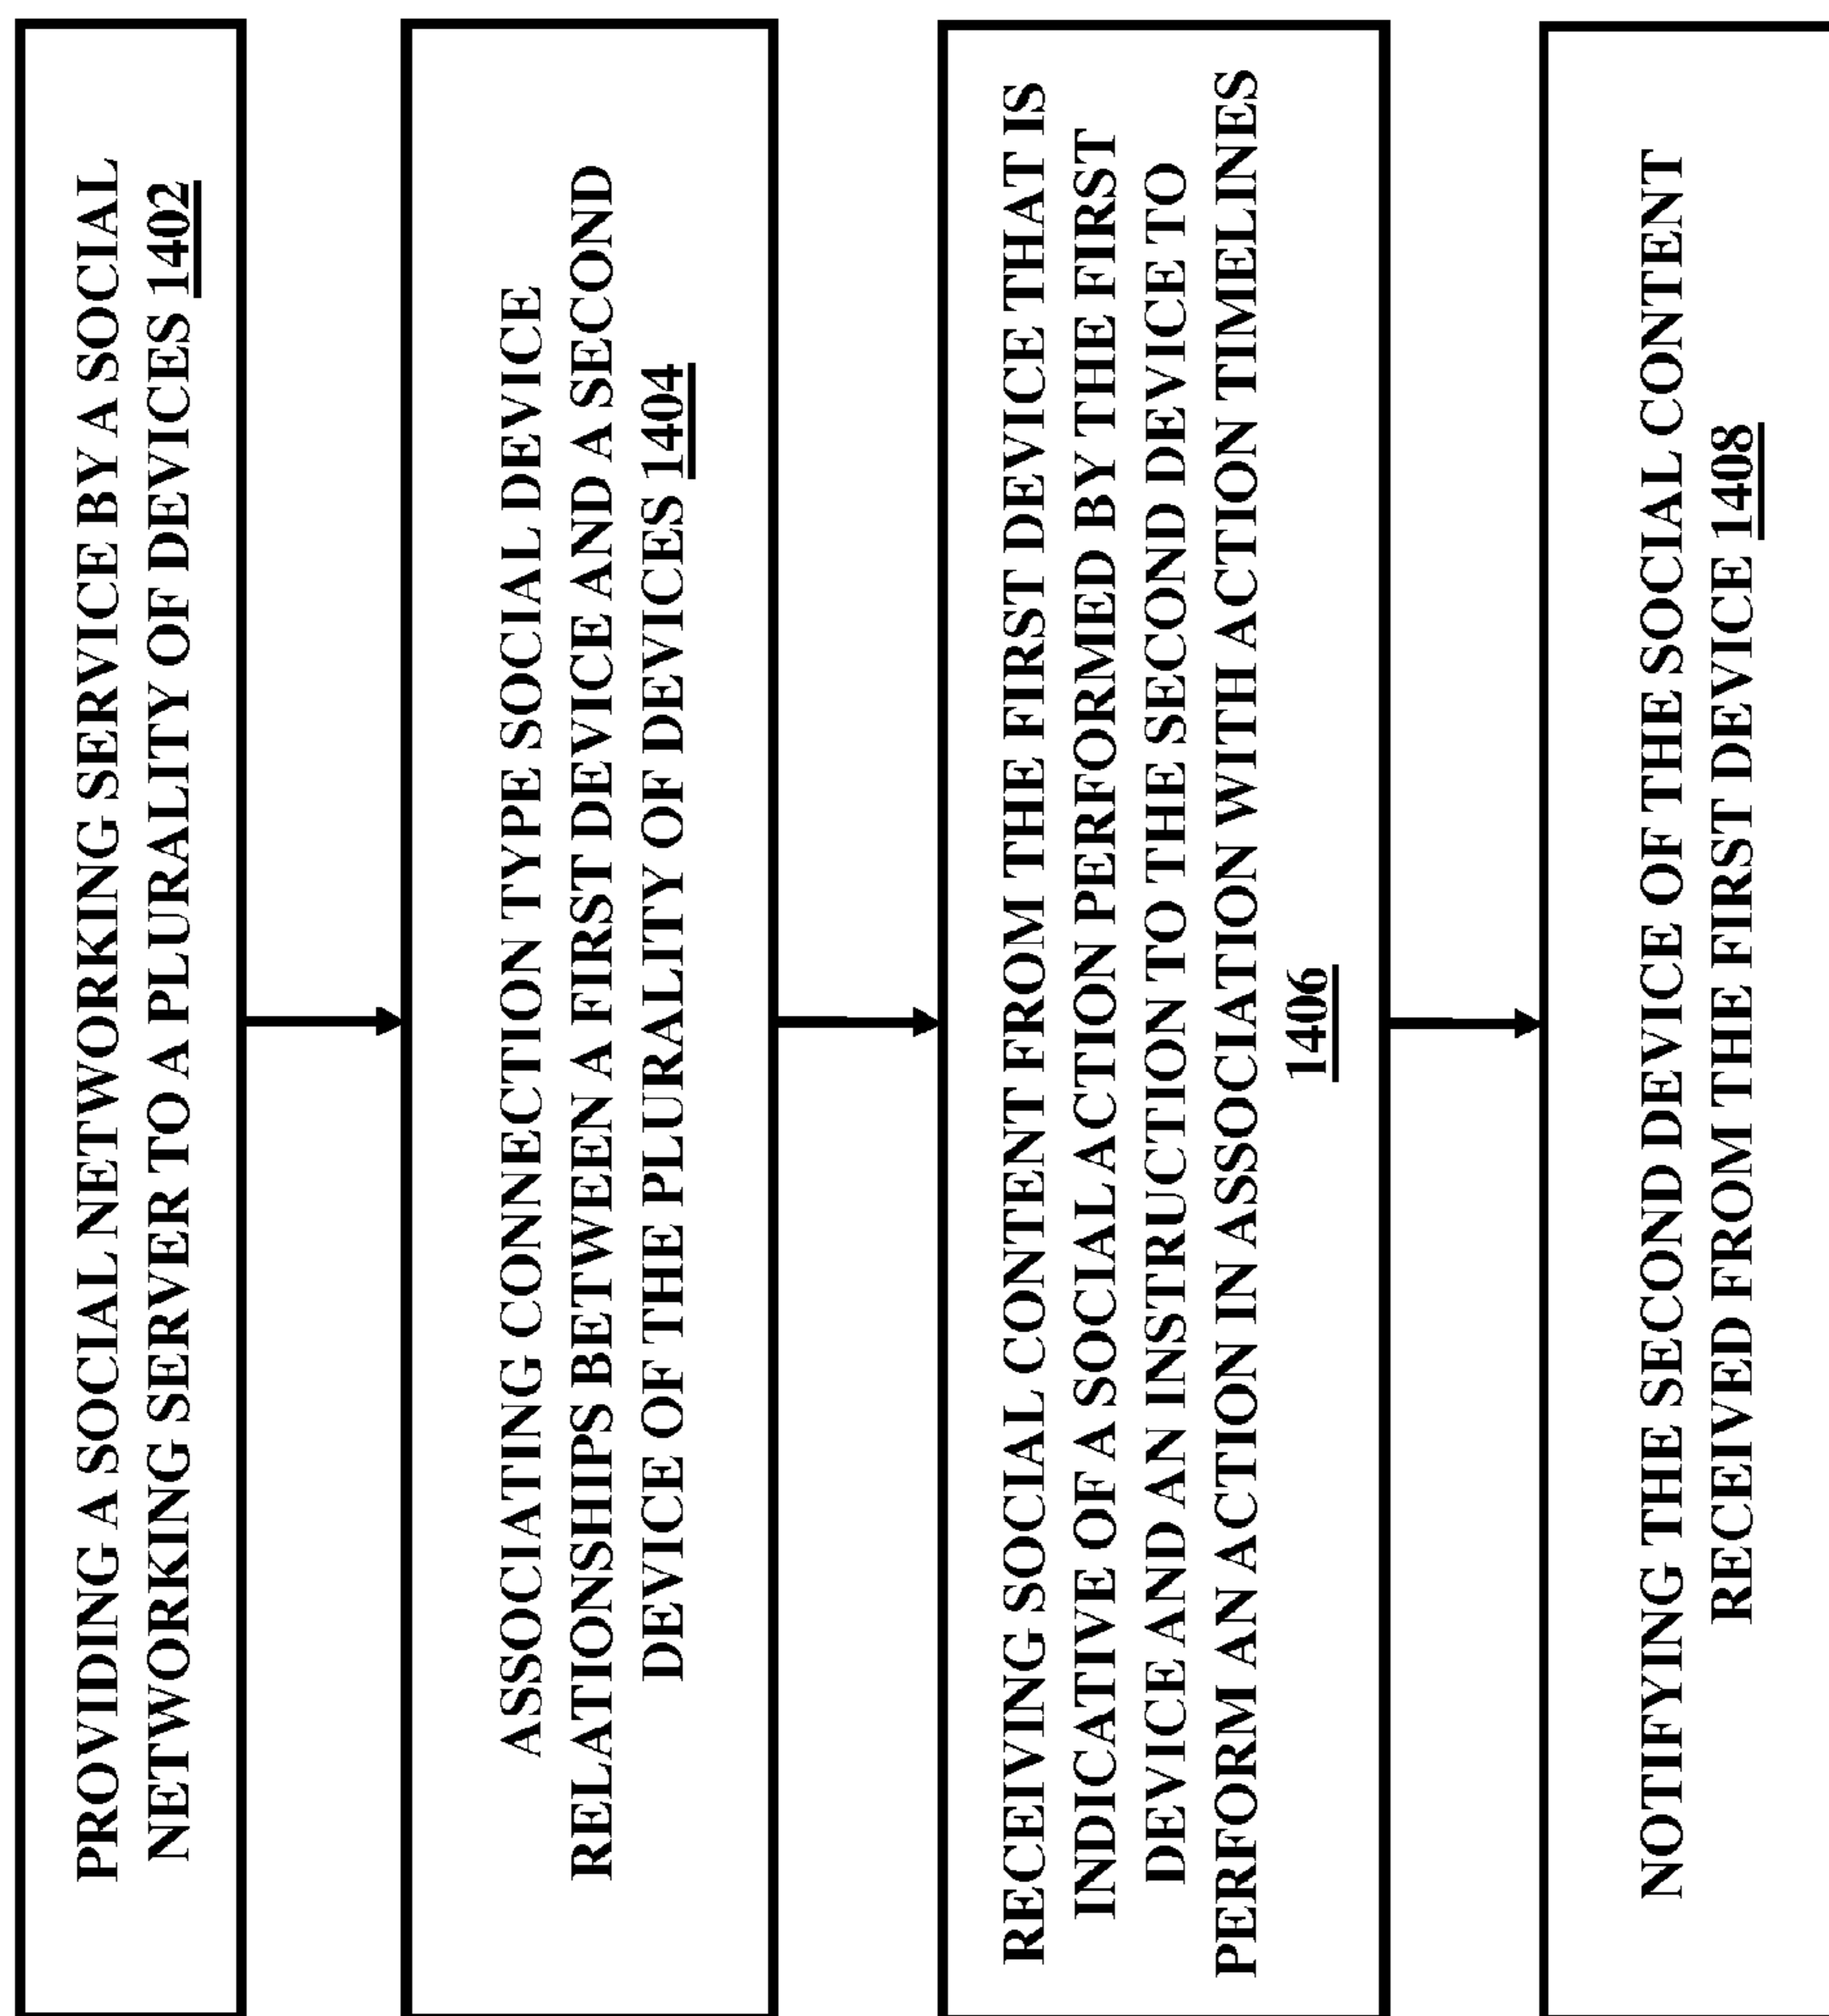 PROVIDING A SOCIAL NETWORKING SERVICE BY A SOCIAL
NETWORKING SERVER TO A PLURALITY OF DEVICES 1402
ASSOCIATING CONNECTION TYPE SOCIAL DEVICE
RELATIONSHIPS BETWEEN A FIRST DEVICE AND A SECOND
DEVICE OF THE PLURALITY OF DEVICES 1404
RECEIVING SOCIAL CONTENT FROM THE FIRST DEVICE THAT IS
INDICATIVE OF A SOCIAL ACTION PERFORMED BY THE FIRST
DEVICE AND AN INSTRUCTION TO THE SECOND DEVICE TO
PERFORM AN ACTION IN ASSOCIATION WITH ACTION TIMELINES
1406
NOTIFYING THE SECOND DEVICE OF THE SOCIAL CONTENT
RECEIVED FROM THE FIRST DEVICE 1408